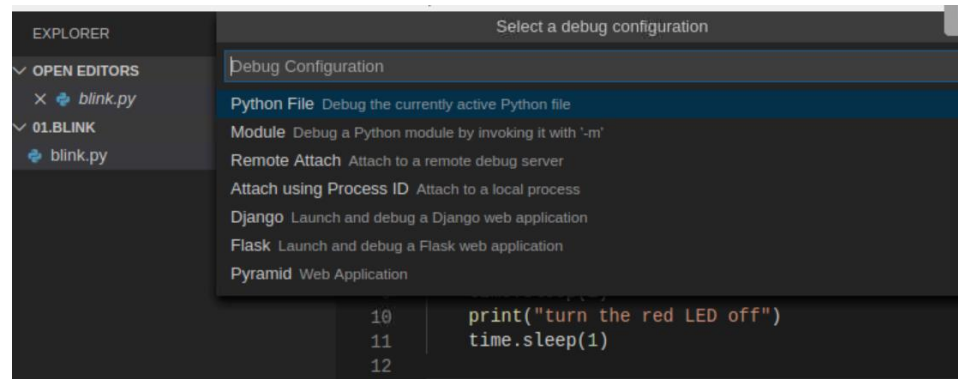 EXPLORER
Select a debug configuration
OPEN EDITORS
Debug Configuration
blink.py
Python File Debug the currently active Python file
01.BLINK
Module Debug a Python module by invoking it with '-m'
blink.py
Remote Attach Attach to a remote debug server
Attach using Process ID Attach to a local process
Django Launch and debug a Django web application
Flask Launch and debug a Flask web application
Pyramid Web Application
10 print("turn the red LED off")
11 time.sleep(1)
12